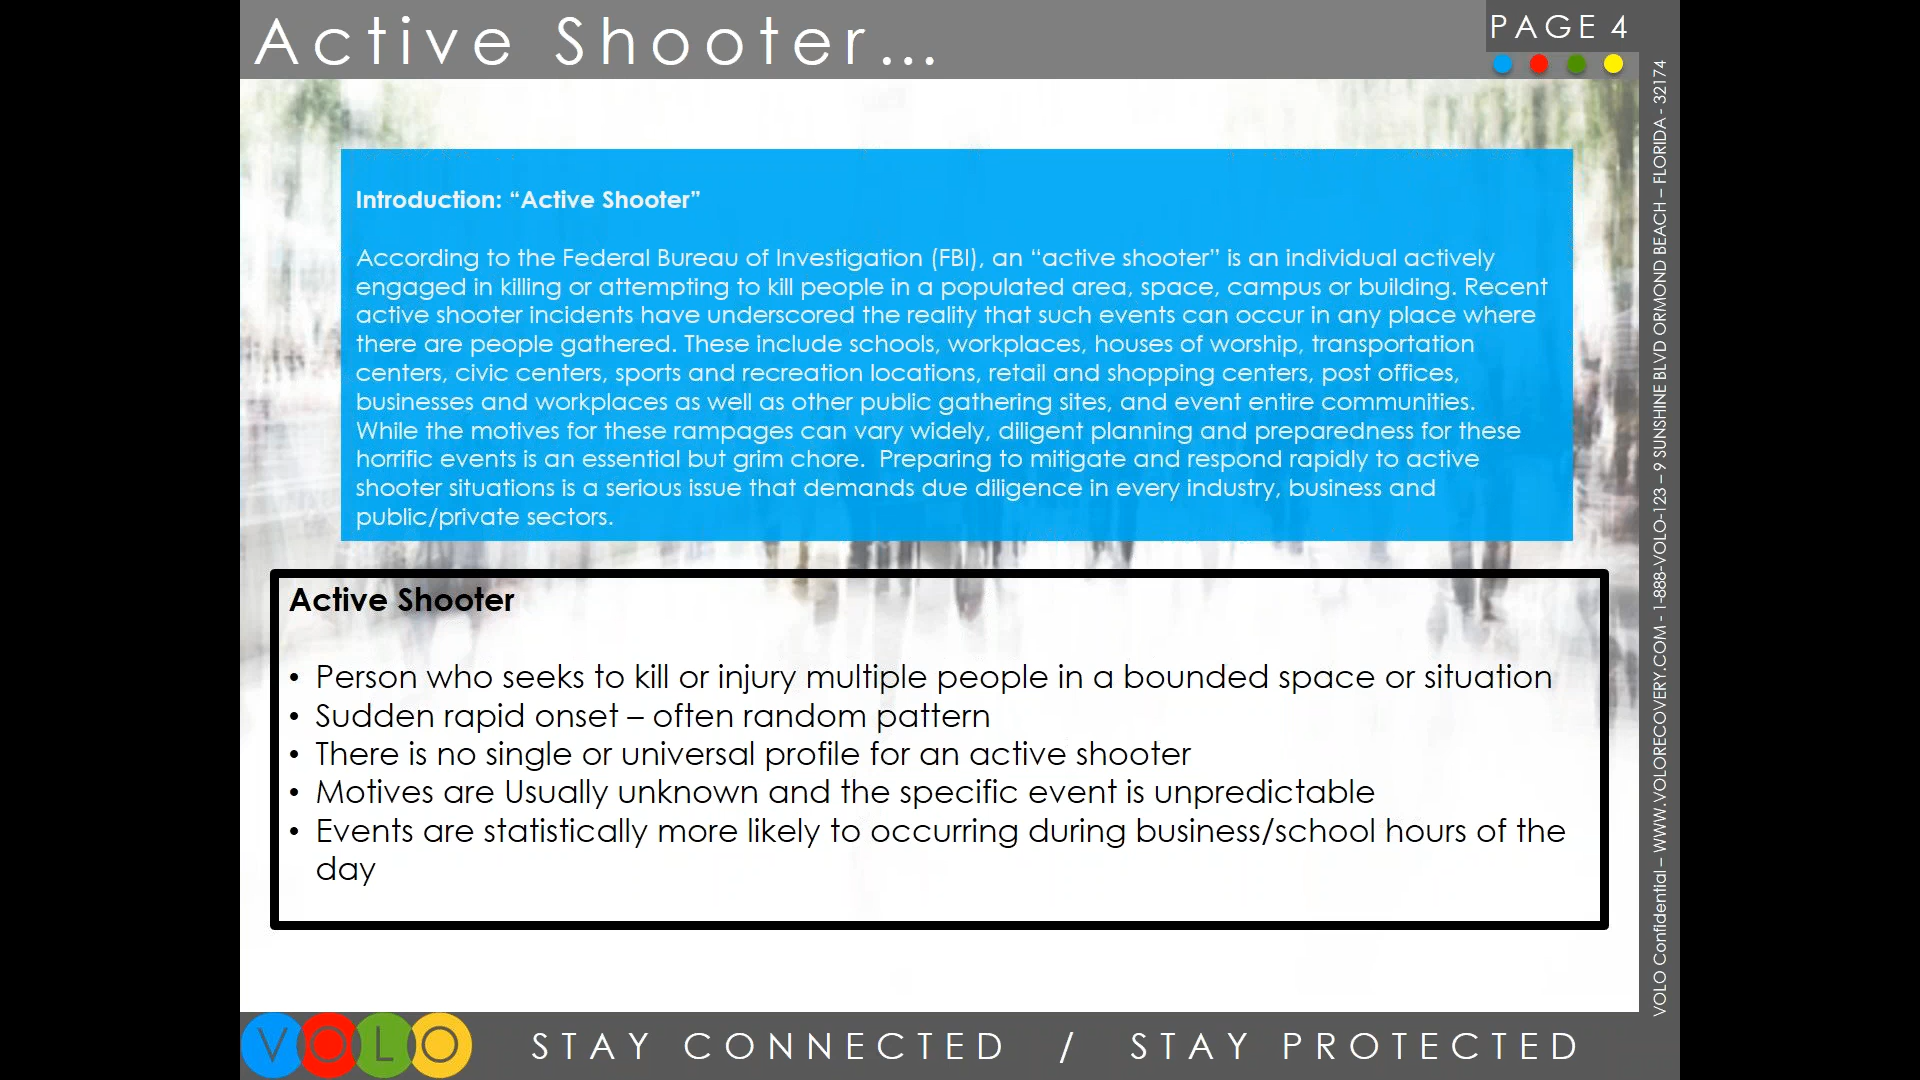 Active Shooter...
PAGE 4
Introduction: “Active Shooter”
According to the Federal Bureau of Investigation (FBI), an “active shooter” is an individual actively
engaged in killing or attempting to kill people in a populated area, space, campus or building. Recent
active shooter incidents have underscored the reality that such events can occur in any place where
there are people gathered. These include schools, workplaces, houses of worship, transportation
centers, civic centers, sports and recreation locations, retail and shopping centers, post offices,
businesses and workplaces as well as other public gathering sites, and event entire communities.
While the motives for these rampages can vary widely, diligent planning and preparedness for these
horrific events is an essential but grim chore.  Preparing to mitigate and respond rapidly to active
shooter situations is a serious issue that demands due diligence in every industry, business and
public/private sectors.
Active Shooter
• Person who seeks to kill or injury multiple people in a bounded space or situation
• Sudden rapid onset – often random pattern
• There is no single or universal profile for an active shooter
• Motives are Usually unknown and the specific event is unpredictable
• Events are statistically more likely to occurring during business/school hours of the
day
VOLO Confidential – WWW.VOLORECOVERY.COM - 1-888-VOLO-123 – 9 SUNSHINE BLVD ORMOND BEACH – FLORIDA - 32174
VOLO
STAY CONNECTED / STAY PROTECTED